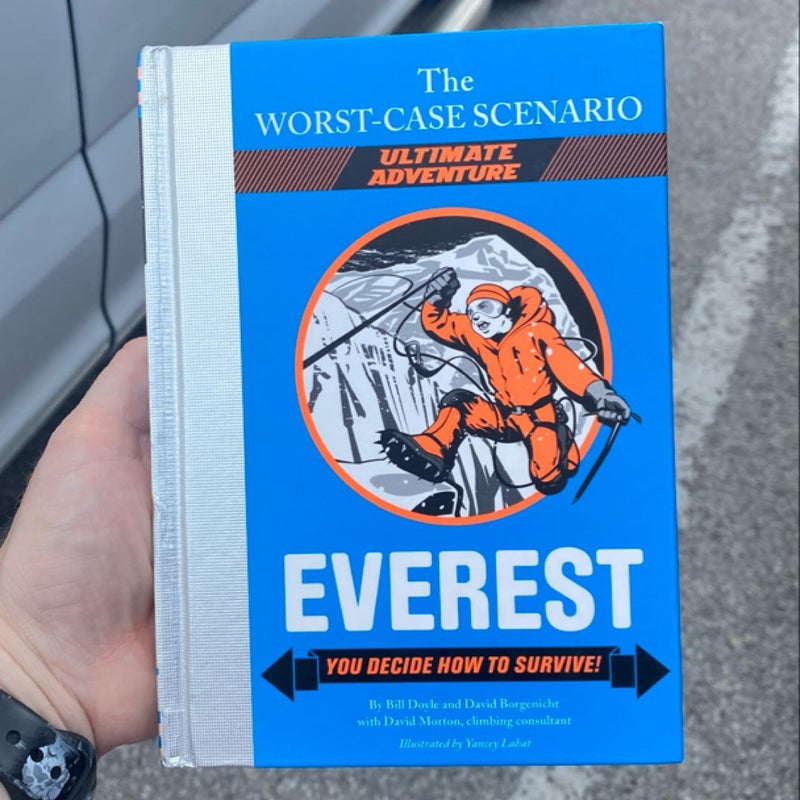 The
WORST-CASE SCENARIO
ULTIMATE
ADVENTURE
EVEREST
YOU DECIDE HOW TO SURVIVE!
By Bill Doyle and David Borgenicht
with David Morton, climbing consultant
Illustrated by Yancey Labat